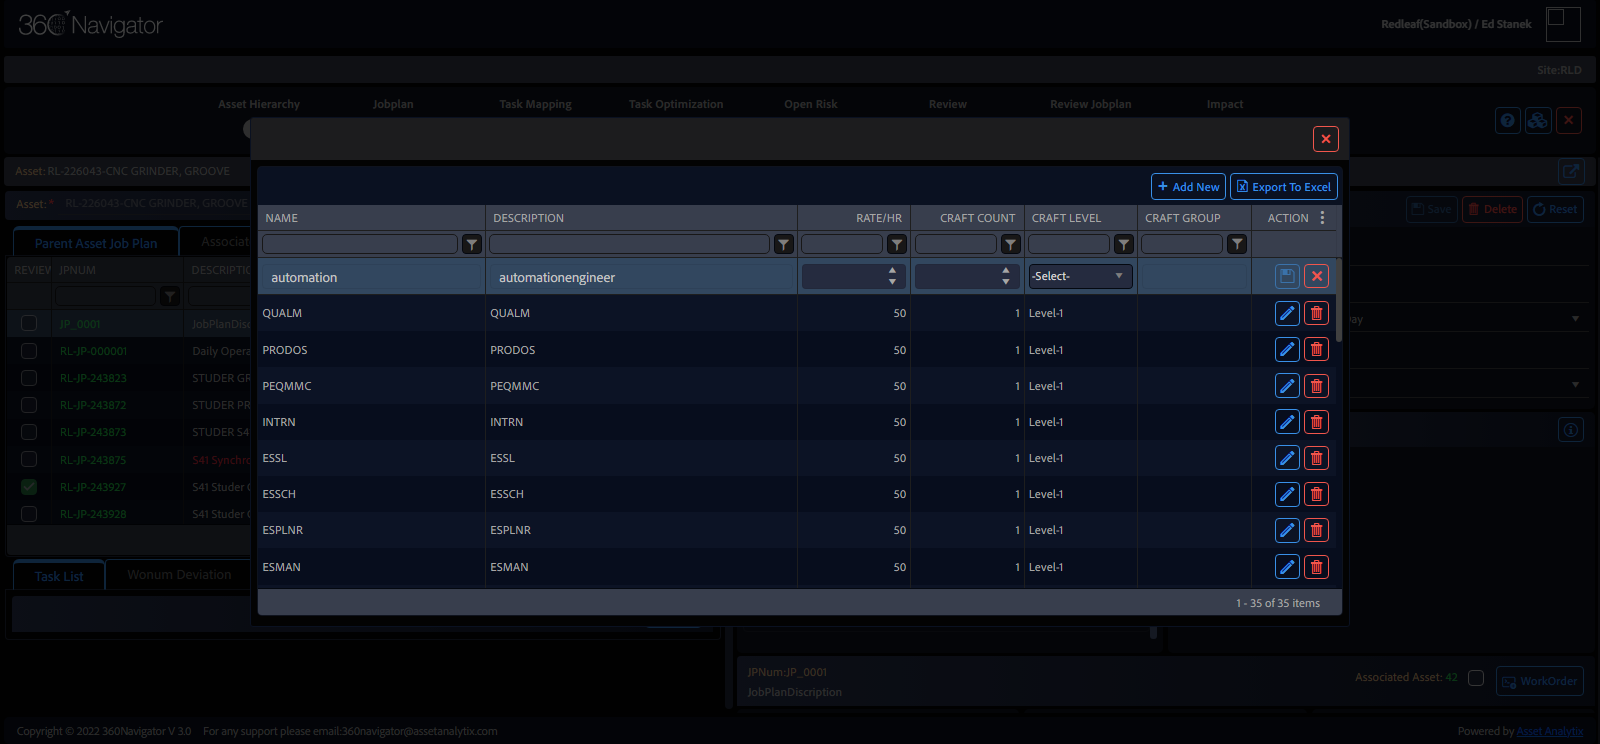 360 Navigator
Redleaf(Sandbox) / Ed Stanek
Site:RLD
Asset Hierarchy Jobplan Task Mapping Task Optimization Open Risk Review Review Jobplan Impact
Asset: RL-226043-CNC GRINDER, GROOVE
Asset: * RL-226043-CNC GRINDER, GROOVE
Save Delete Reset
Parent Asset Job Plan Associat
REVIEW JPNUM DESCRIPTIO
JP_0001 JobPlanDisc
RL-JP-000001 Daily Opera
RL-JP-243823 STUDER GR
RL-JP-243872 STUDER PR
RL-JP-243873 STUDER S4
RL-JP-243875 S41 Synchro
RL-JP-243927 S41 Studer C
RL-JP-243928 S41 Studer C
Task List Wonum Deviation
+ Add New Export To Excel
NAME DESCRIPTION RATE/HR CRAFT COUNT CRAFT LEVEL CRAFT GROUP ACTION
automation automationengineer -Select-
QUALM QUALM 50 1 Level-1
PRODOS PRODOS 50 1 Level-1
PEQMMC PEQMMC 50 1 Level-1
INTRN INTRN 50 1 Level-1
ESSL ESSL 50 1 Level-1
ESSCH ESSCH 50 1 Level-1
ESPLNR ESPLNR 50 1 Level-1
ESMAN ESMAN 50 1 Level-1
1 - 35 of 35 items
ay
JPNum:JP_0001
JobPlanDiscription
Associated Asset: 42 WorkOrder
Copyright © 2022 360Navigator V 3.0 For any support please email:360navigator@assetanalytix.com
Powered by Asset Analytix